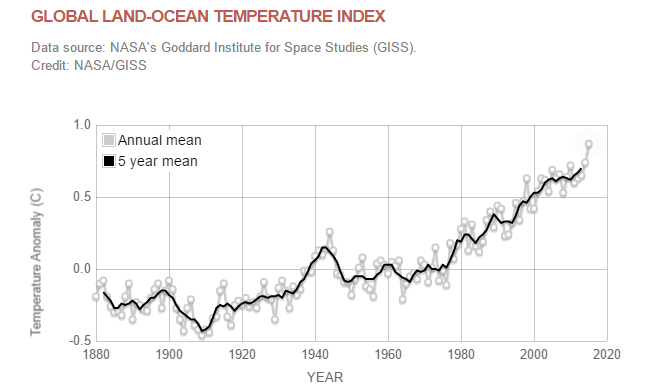 GLOBAL LAND-OCEAN TEMPERATURE INDEX
Data source: NASA's Goddard Institute for Space Studies (GISS).
Credit: NASA/GISS
1.0
Annual mean
5 year mean
0.5
0.0
-0.5
Temperature Anomaly (C)
1880 1900 1920 1940 1960 1980 2000 2020
YEAR